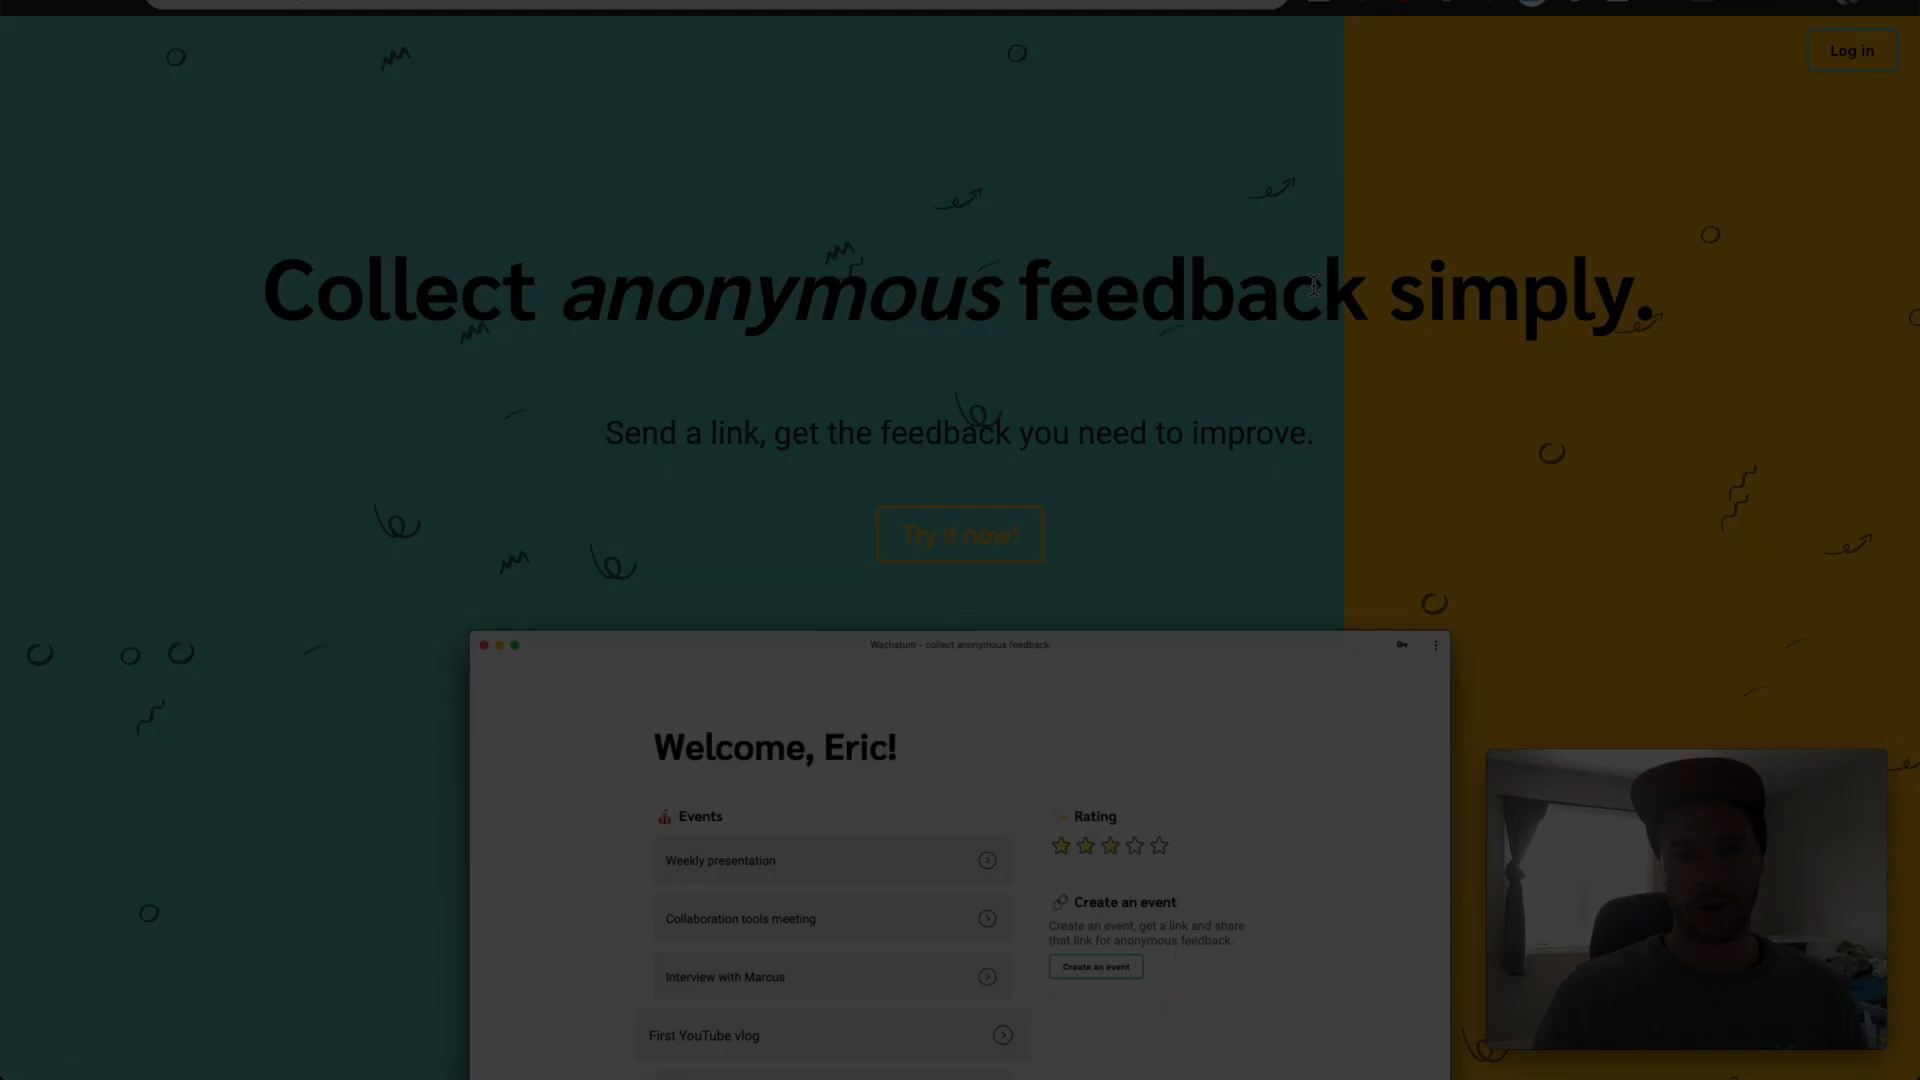 Log in
Collect anonymous feedback simply.
Send a link, get the feedback you need to improve.
Try it now!
Wachstum - collect anonymous feedback
Welcome, Eric!
Events
Weekly presentation
Collaboration tools meeting
Interview with Marcus
First YouTube vlog
Rating
Create an event
Create an event, get a link and share
that link for anonymous feedback.
Create an event